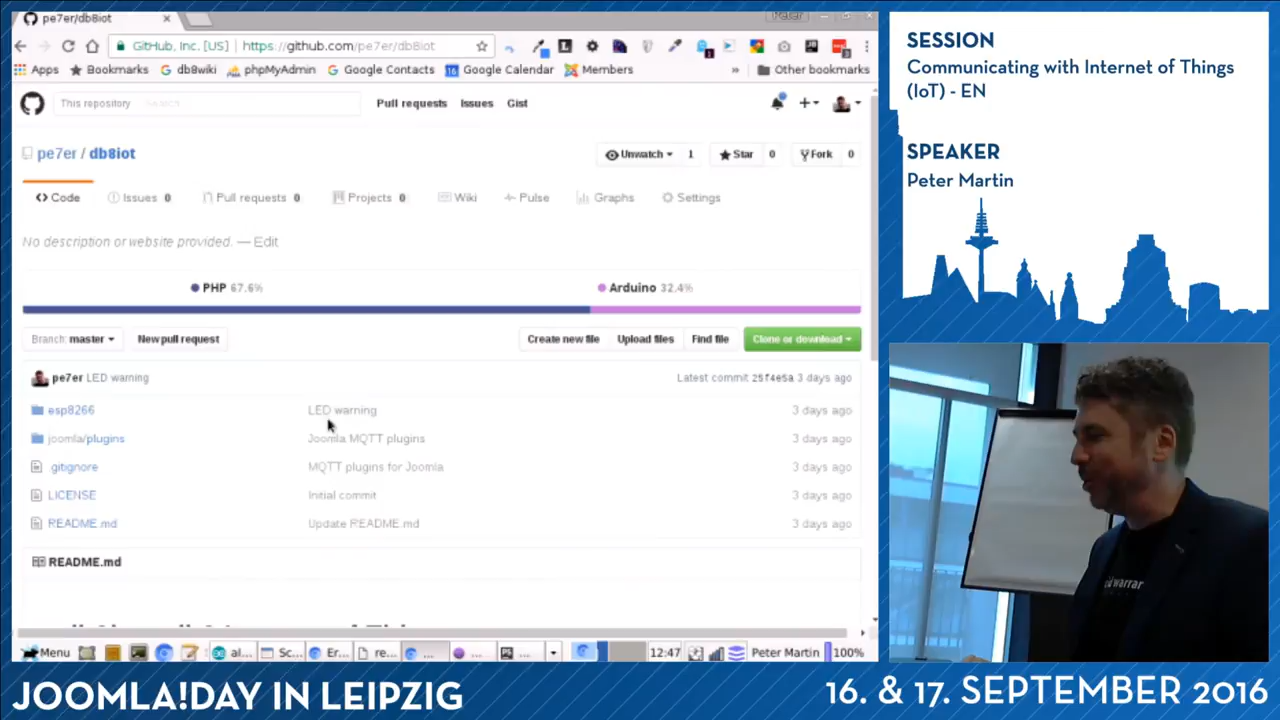 pe7er/db8iot
GitHub, Inc. [US] https://github.com/pe7er/db8iot
Apps Bookmarks db8wiki phpMyAdmin Google Contacts Google Calendar Members » Other bookmarks
This repository Pull requests Issues Gist
pe7er / db8iot
Unwatch 1 Star 0 Fork 0
Code Issues 0 Pull requests 0 Projects 0 Wiki Pulse Graphs Settings
No description or website provided. — Edit
PHP 67.6% Arduino 32.4%
Branch: master New pull request Create new file Upload files Find file Clone or download
pe7er LED warning Latest commit 25f4e5a 3 days ago
esp8266 LED warning 3 days ago
joomla/plugins Joomla MQTT plugins 3 days ago
.gitignore MQTT plugins for Joomla 3 days ago
LICENSE Initial commit 3 days ago
README.md Update README.md 3 days ago
README.md
Menu al... Sc... Er... re... 12:47 Peter Martin 100%
SESSION
Communicating with Internet of Things
(IoT) - EN
SPEAKER
Peter Martin
JOOMLA!DAY IN LEIPZIG
16. & 17. SEPTEMBER 2016